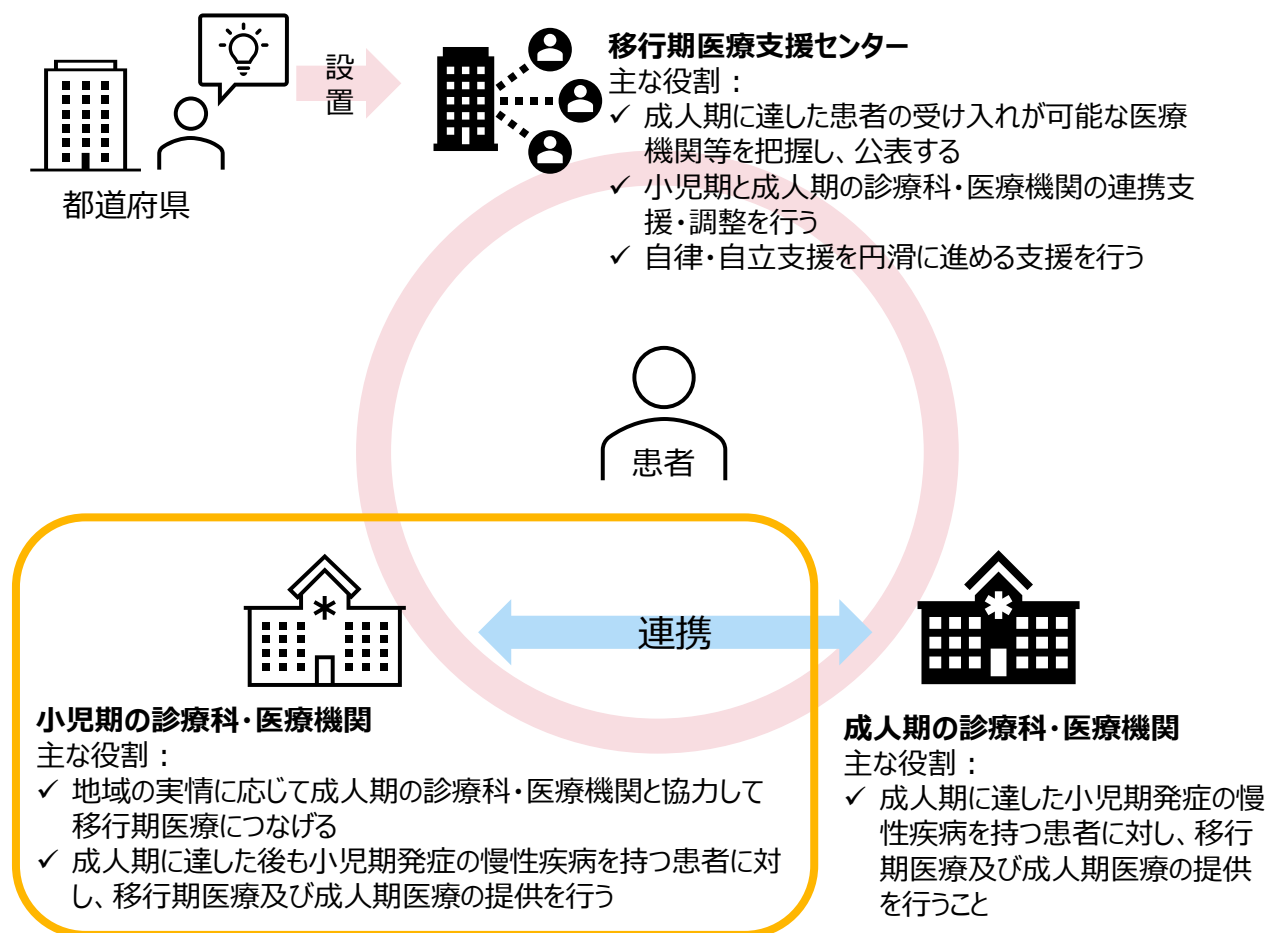 都道府県
設
置
移行期医療支援センター
主な役割：
✓ 成人期に達した患者の受け入れが可能な医療
機関等を把握し、公表する
✓ 小児期と成人期の診療科・医療機関の連携支
援・調整を行う
✓ 自律・自立支援を円滑に進める支援を行う
患者
連携
小児期の診療科・医療機関
主な役割：
✓ 地域の実情に応じて成人期の診療科・医療機関と協力して
移行期医療につなげる
✓ 成人期に達した後も小児期発症の慢性疾病を持つ患者に対
し、移行期医療及び成人期医療の提供を行う
成人期の診療科・医療機関
主な役割：
✓ 成人期に達した小児期発症の慢
性疾病を持つ患者に対し、移行
期医療及び成人期医療の提供
を行うこと